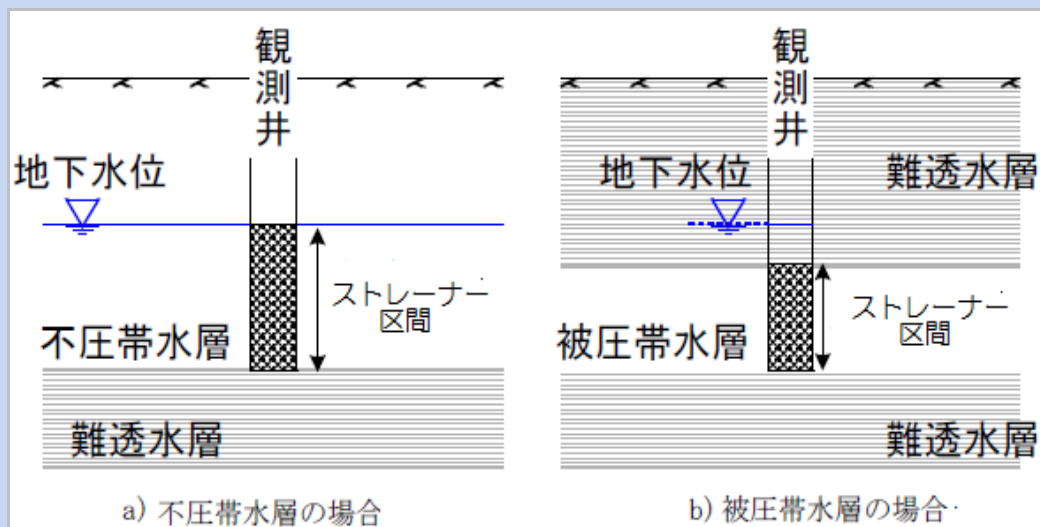 観測井
地下水位
ストレーナー
区間
不圧帯水層
難透水層
a) 不圧帯水層の場合
観測井
地下水位
難透水層
ストレーナー
区間
被圧帯水層
難透水層
b) 被圧帯水層の場合